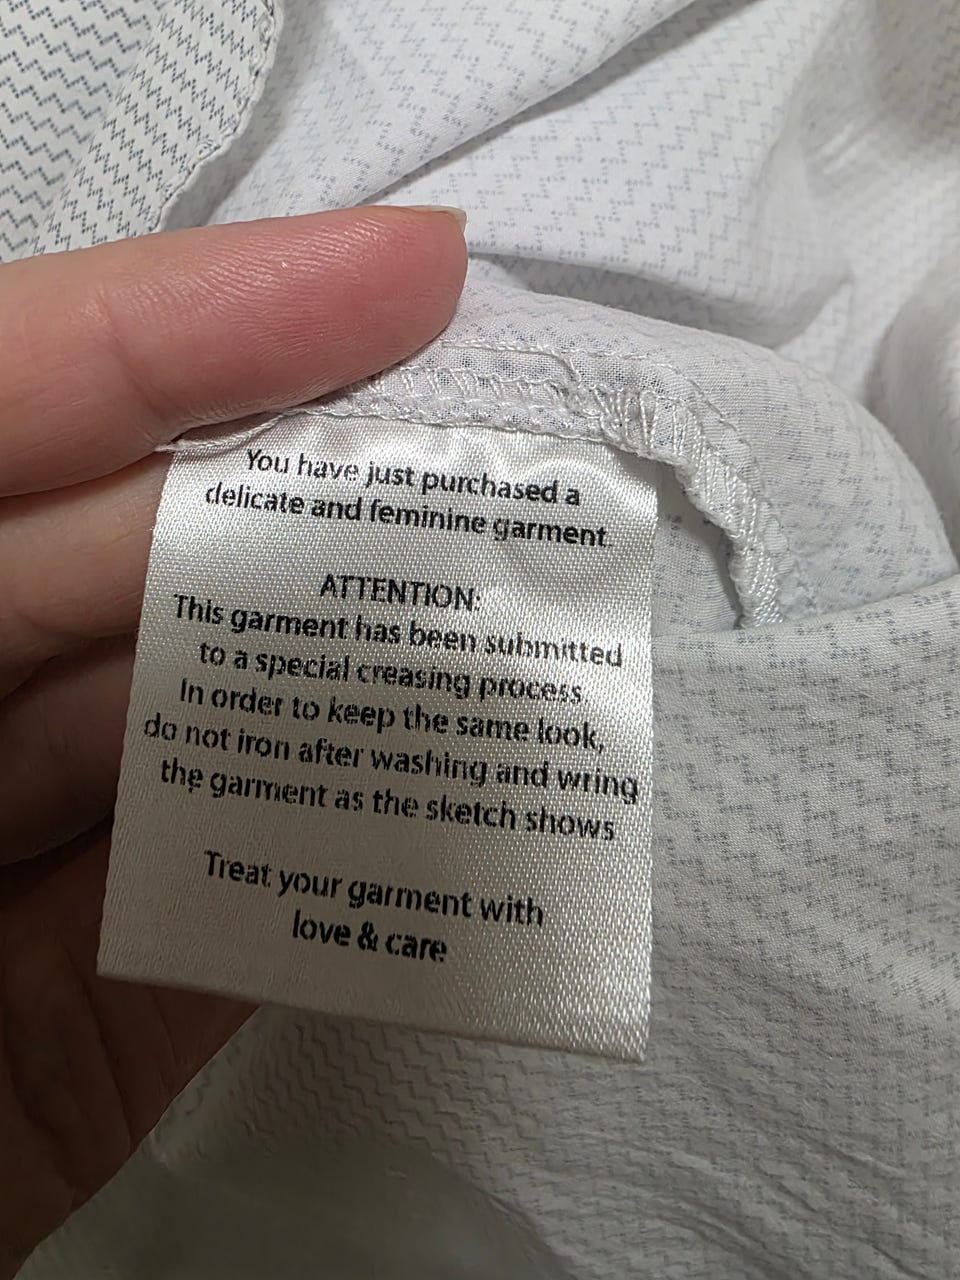 You have just purchased a
delicate and feminine garment.
ATTENTION:
This garment has been submitted
to a special creasing process
In order to keep the same look,
do not iron after washing and wring
the garment as the sketch shows
Treat your garment with
love & care